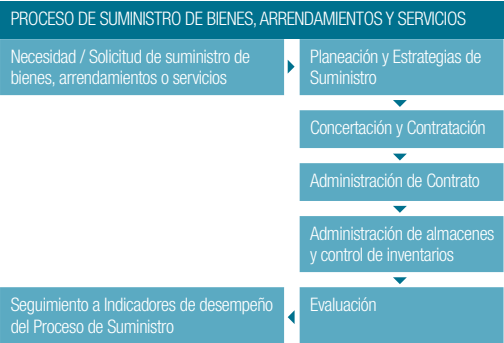 PROCESO DE SUMINISTRO DE BIENES, ARRENDAMIENTOS Y SERVICIOS
Necesidad / Solicitud de suministro de
bienes, arrendamientos o servicios
Planeación y Estrategias de
Suministro
Concertación y Contratación
Administración de Contrato
Administración de almacenes
y control de inventarios
Evaluación
Seguimiento a Indicadores de desempeño
del Proceso de Suministro